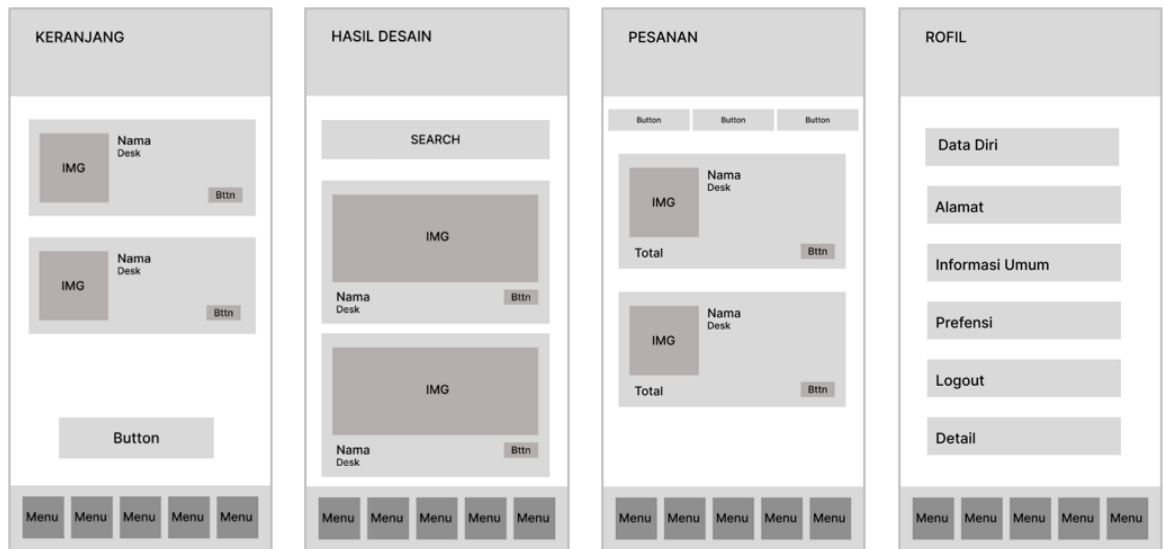 KERANJANG
IMG
Nama
Desk
Bttn
IMG
Nama
Desk
Bttn
Button
Menu Menu Menu Menu Menu
HASIL DESAIN
SEARCH
IMG
Nama
Desk
Bttn
IMG
Nama
Desk
Bttn
Menu Menu Menu Menu Menu
PESANAN
Button Button Button
IMG
Nama
Desk
Total
Bttn
IMG
Nama
Desk
Total
Bttn
Menu Menu Menu Menu Menu
ROFIL
Data Diri
Alamat
Informasi Umum
Prefensi
Logout
Detail
Menu Menu Menu Menu Menu